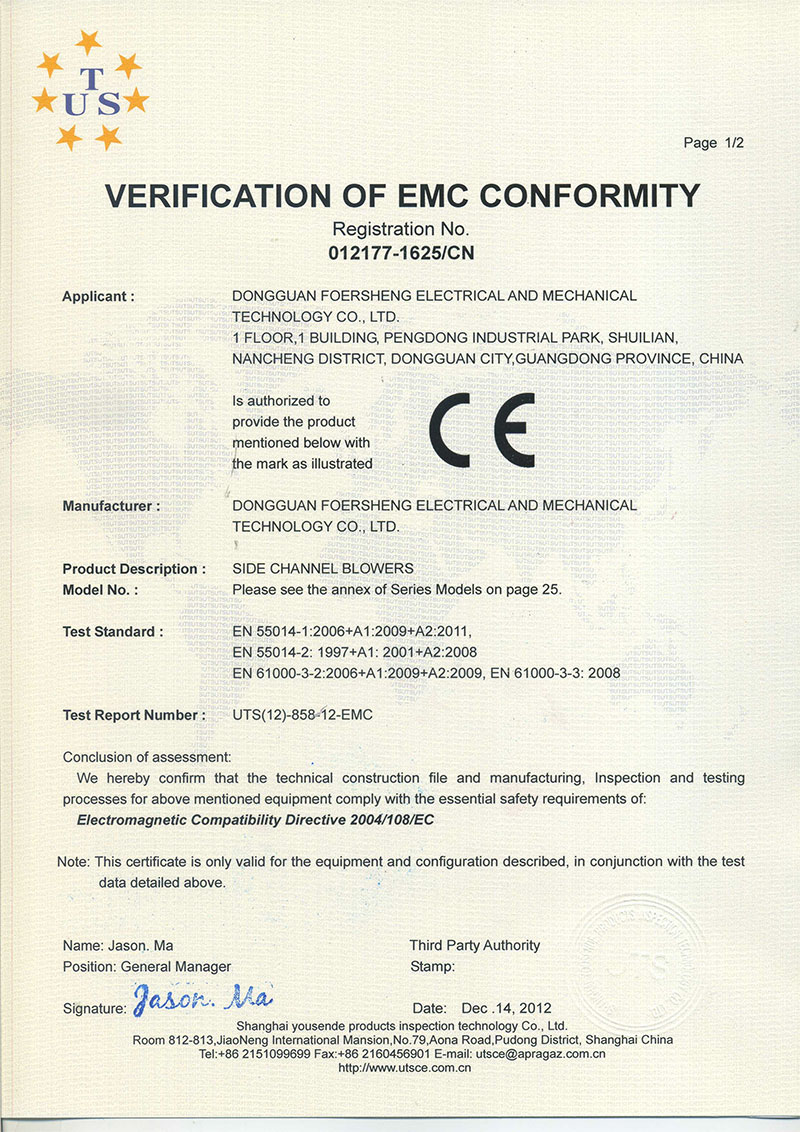 T
U S
Page 1/2
VERIFICATION OF EMC CONFORMITY
Registration No.
012177-1625/CN
Applicant :
DONGGUAN FOERSHENG ELECTRICAL AND MECHANICAL
TECHNOLOGY CO., LTD.
1 FLOOR,1 BUILDING, PENGDONG INDUSTRIAL PARK, SHUILIAN,
NANCHENG DISTRICT, DONGGUAN CITY,GUANGDONG PROVINCE, CHINA
Is authorized to
provide the product
mentioned below with
the mark as illustrated
CE
Manufacturer :
DONGGUAN FOERSHENG ELECTRICAL AND MECHANICAL
TECHNOLOGY CO., LTD.
Product Description : SIDE CHANNEL BLOWERS
Model No. : Please see the annex of Series Models on page 25.
Test Standard : EN 55014-1:2006+A1:2009+A2:2011,
EN 55014-2: 1997+A1: 2001+A2:2008
EN 61000-3-2:2006+A1:2009+A2:2009, EN 61000-3-3: 2008
Test Report Number : UTS(12)-858-12-EMC
Conclusion of assessment:
We hereby confirm that the technical construction file and manufacturing, Inspection and testing
processes for above mentioned equipment comply with the essential safety requirements of:
Electromagnetic Compatibility Directive 2004/108/EC
Note: This certificate is only valid for the equipment and configuration described, in conjunction with the test
data detailed above.
Name: Jason. Ma
Position: General Manager
Signature: Jason. Ma
Third Party Authority
Stamp:
Date: Dec .14, 2012
Shanghai yousende products inspection technology Co., Ltd.
Room 812-813,JiaoNeng International Mansion,No.79,Aona Road,Pudong District, Shanghai China
Tel:+86 2151099699 Fax:+86 2160456901 E-mail: utsce@apragaz.com.cn
http://www.utsce.com.cn